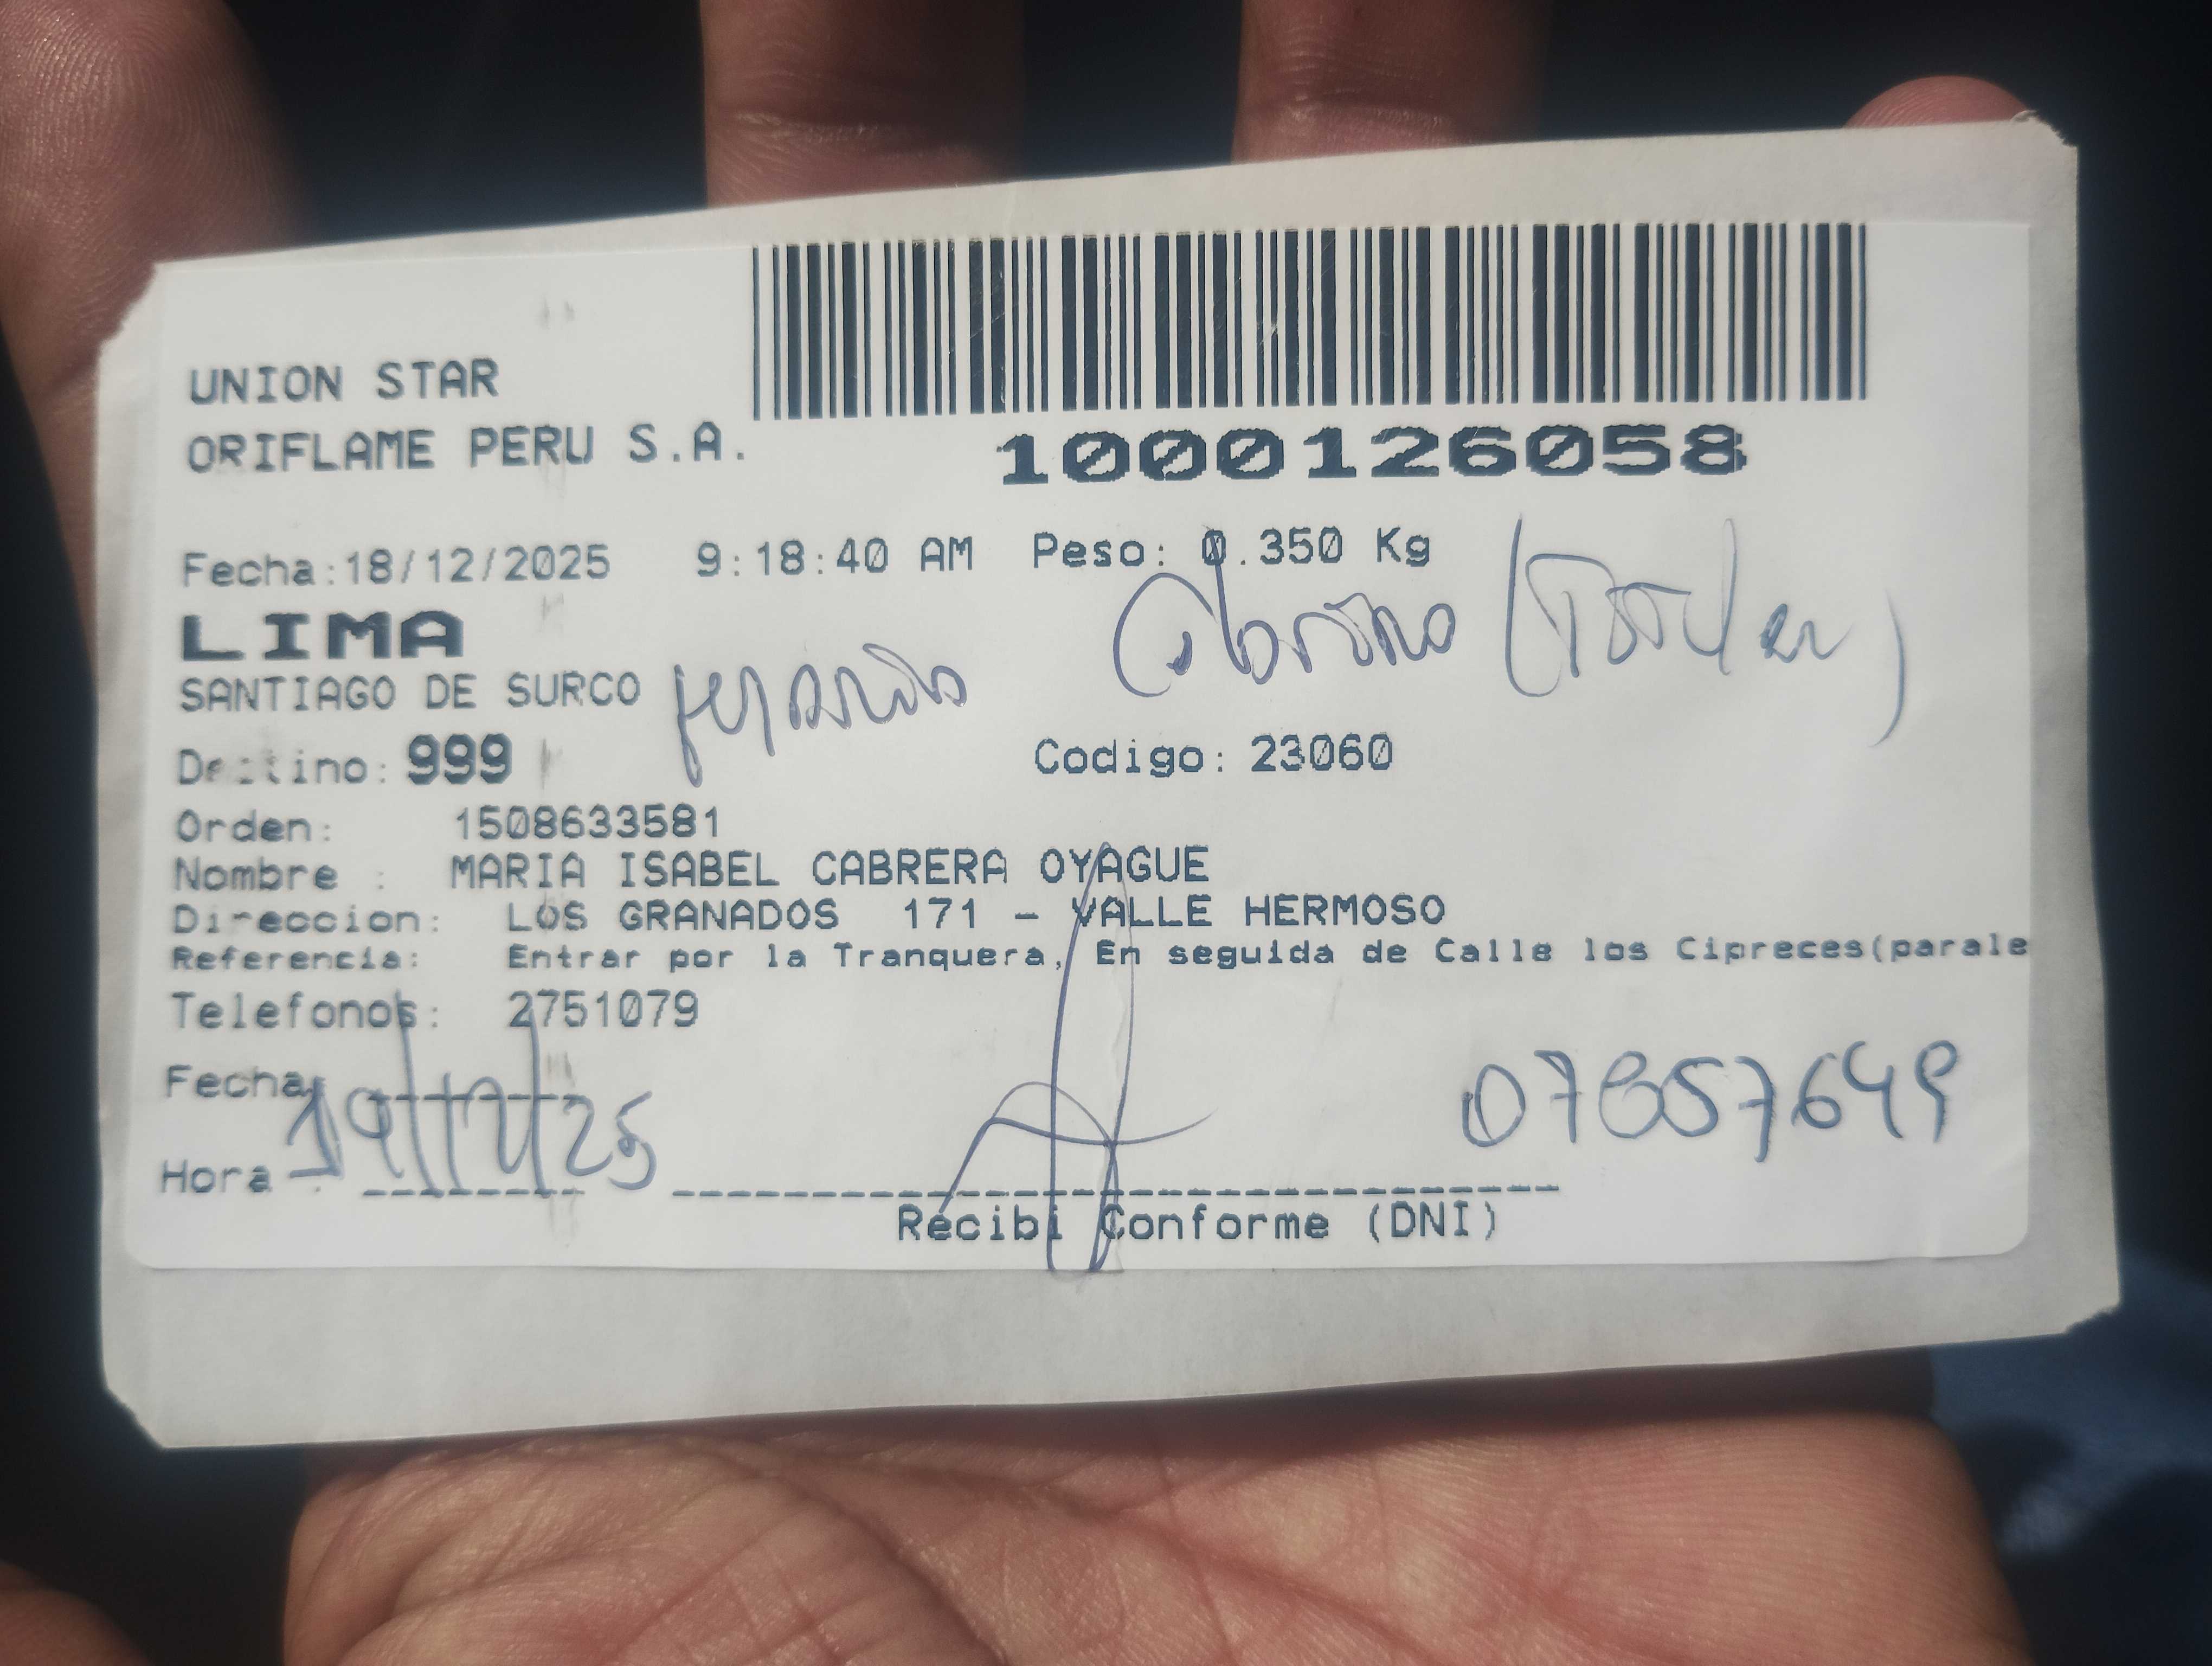 UNION STAR
ORIFLAME PERU S.A.
1000126058
Fecha:18/12/2025 9:18:40 AM Peso: 0.350 Kg
LIMA
SANTIAGO DE SURCO
Destino: 999 Codigo: 23060
Orden: 1508633581
Nombre : MARIA ISABEL CABRERA OYAGUE
Direccion: LOS GRANADOS 171 - VALLE HERMOSO
Referencia: Entrar por la Tranquera, En seguida de Calle los Cipreces(parale
Telefonos: 2751079
Fecha 19/12/25
07857649
Hora
Recibi Conforme (DNI)